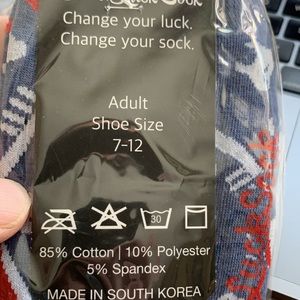 Change your luck.
Change your sock.
Adult
Shoe Size
7-12
30
85% Cotton | 10% Polyester
5% Spandex
MADE IN SOUTH KOREA